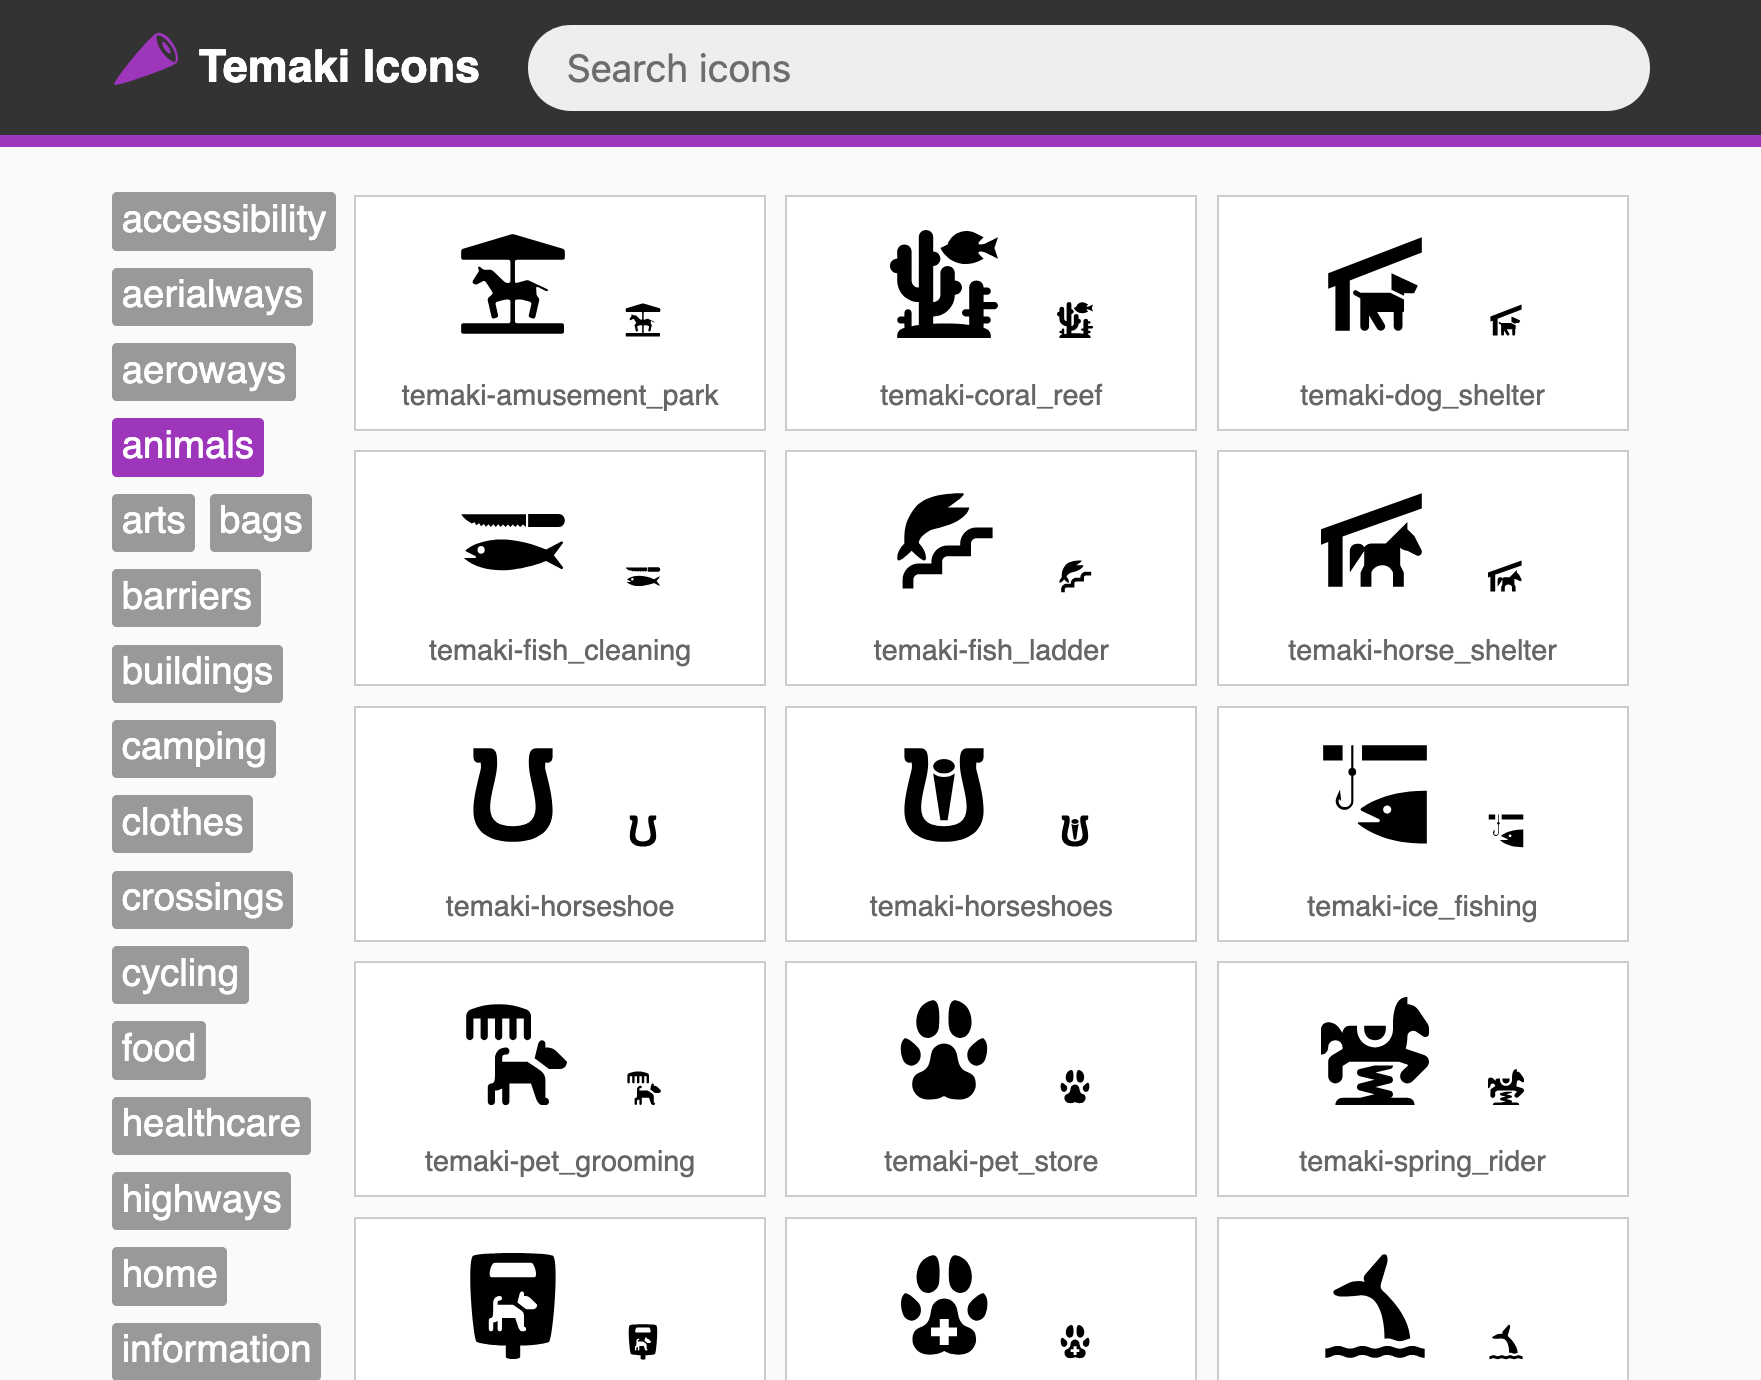 Temaki Icons
Search icons
accessibility
aerialways
aeroways
animals
arts bags
barriers
buildings
camping
clothes
crossings
cycling
food
healthcare
highways
home
information
temaki-amusement_park
temaki-coral_reef
temaki-dog_shelter
temaki-fish_cleaning
temaki-fish_ladder
temaki-horse_shelter
temaki-horseshoe
temaki-horseshoes
temaki-ice_fishing
temaki-pet_grooming
temaki-pet_store
temaki-spring_rider